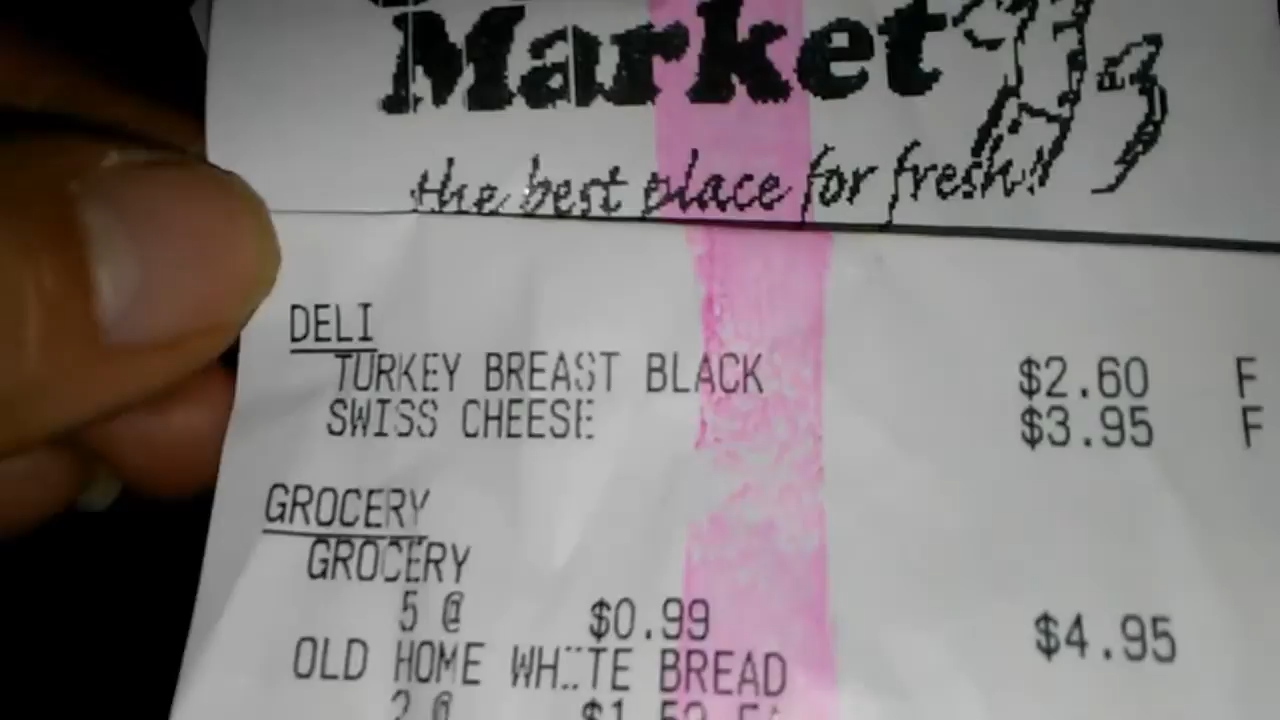 Market
the best place for fresh!
DELI
TURKEY BREAST BLACK $2.60 F
SWISS CHEESE $3.95 F
GROCERY
GROCERY
5 @ $0.99 $4.95
OLD HOME WHITE BREAD
2 @